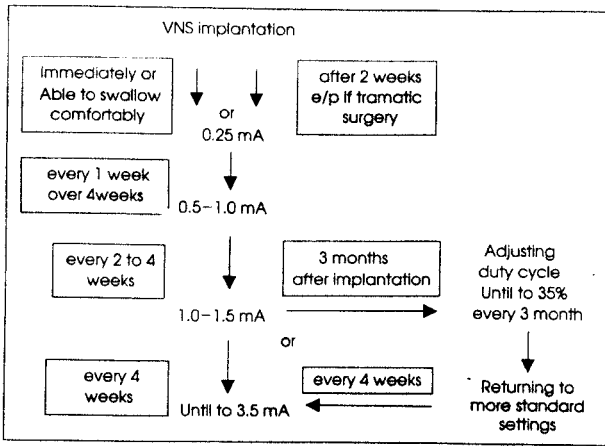 VNS implantation
Immediately or
Able to swallow
comfortably
after 2 weeks
e/p if tramatic
surgery
or
0.25 mA
every 1 week
over 4weeks
0.5-1.0 mA
every 2 to 4
weeks
3 months
after implantation
Adjusting
duty cycle
Until to 35%
every 3 month
1.0-1.5 mA
or
every 4
weeks
every 4 weeks
Until to 3.5 mA
Returning to
more standard
settings